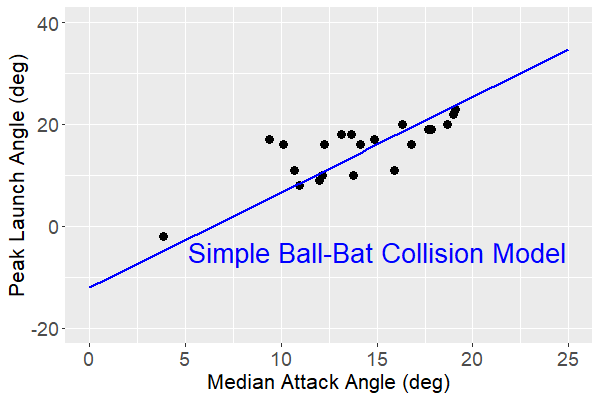 Peak Launch Angle (deg)
40
20
0
-20
Simple Ball-Bat Collision Model
0 5 10 15 20 25
Median Attack Angle (deg)